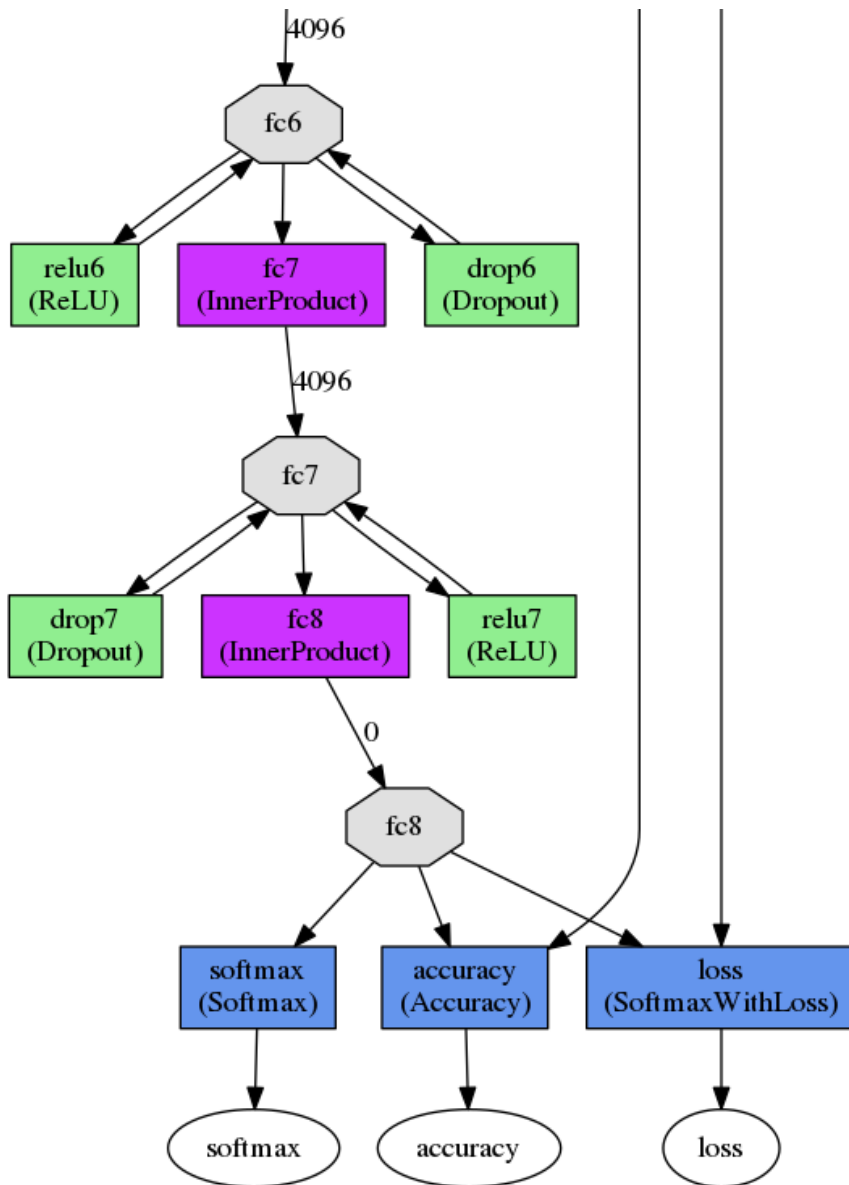 4096
fc6
relu6
(ReLU)
fc7
(InnerProduct)
drop6
(Dropout)
4096
fc7
drop7
(Dropout)
fc8
(InnerProduct)
relu7
(ReLU)
0
fc8
softmax
(Softmax)
accuracy
(Accuracy)
loss
(SoftmaxWithLoss)
softmax
accuracy
loss